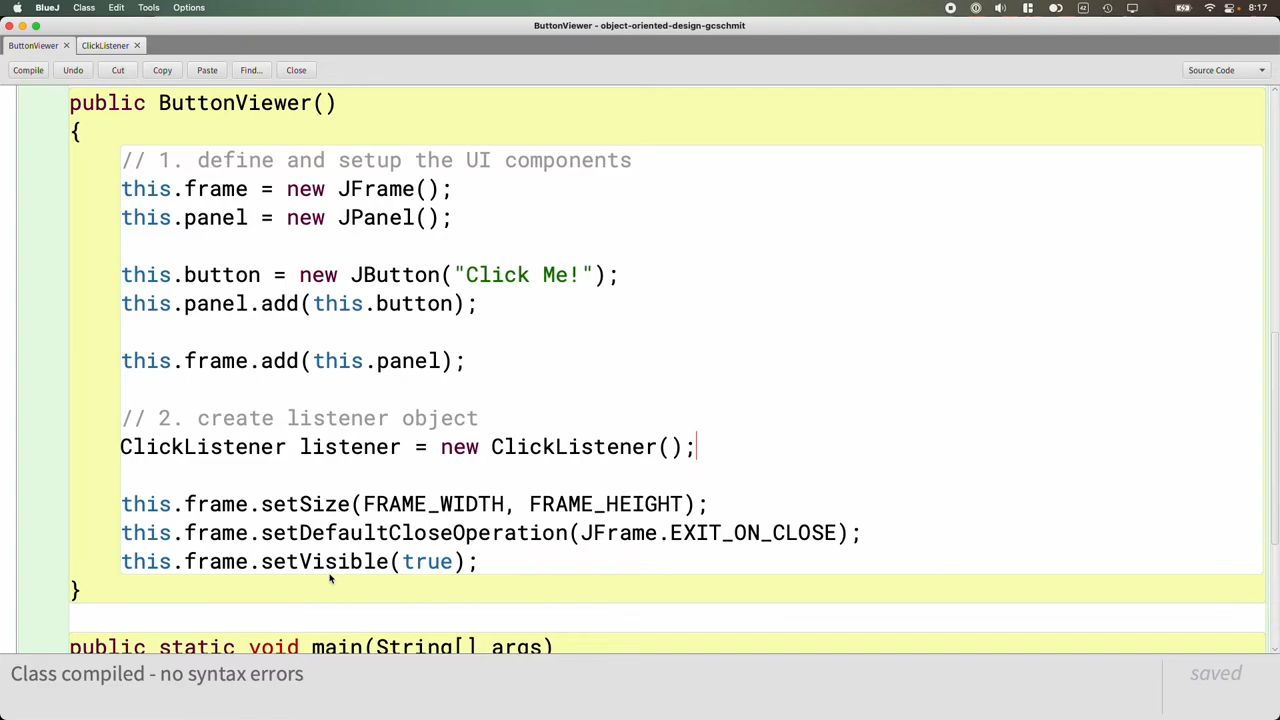 BlueJ Class Edit Tools Options 8:17
ButtonViewer - object-oriented-design-gcschmit
ButtonViewer × ClickListener ×
Compile Undo Cut Copy Paste Find... Close Source Code
public ButtonViewer()
{
// 1. define and setup the UI components
this.frame = new JFrame();
this.panel = new JPanel();
this.button = new JButton("Click Me!");
this.panel.add(this.button);
this.frame.add(this.panel);
// 2. create listener object
ClickListener listener = new ClickListener();
this.frame.setSize(FRAME_WIDTH, FRAME_HEIGHT);
this.frame.setDefaultCloseOperation(JFrame.EXIT_ON_CLOSE);
this.frame.setVisible(true);
}
public static void main(String[] args)
Class compiled - no syntax errors saved